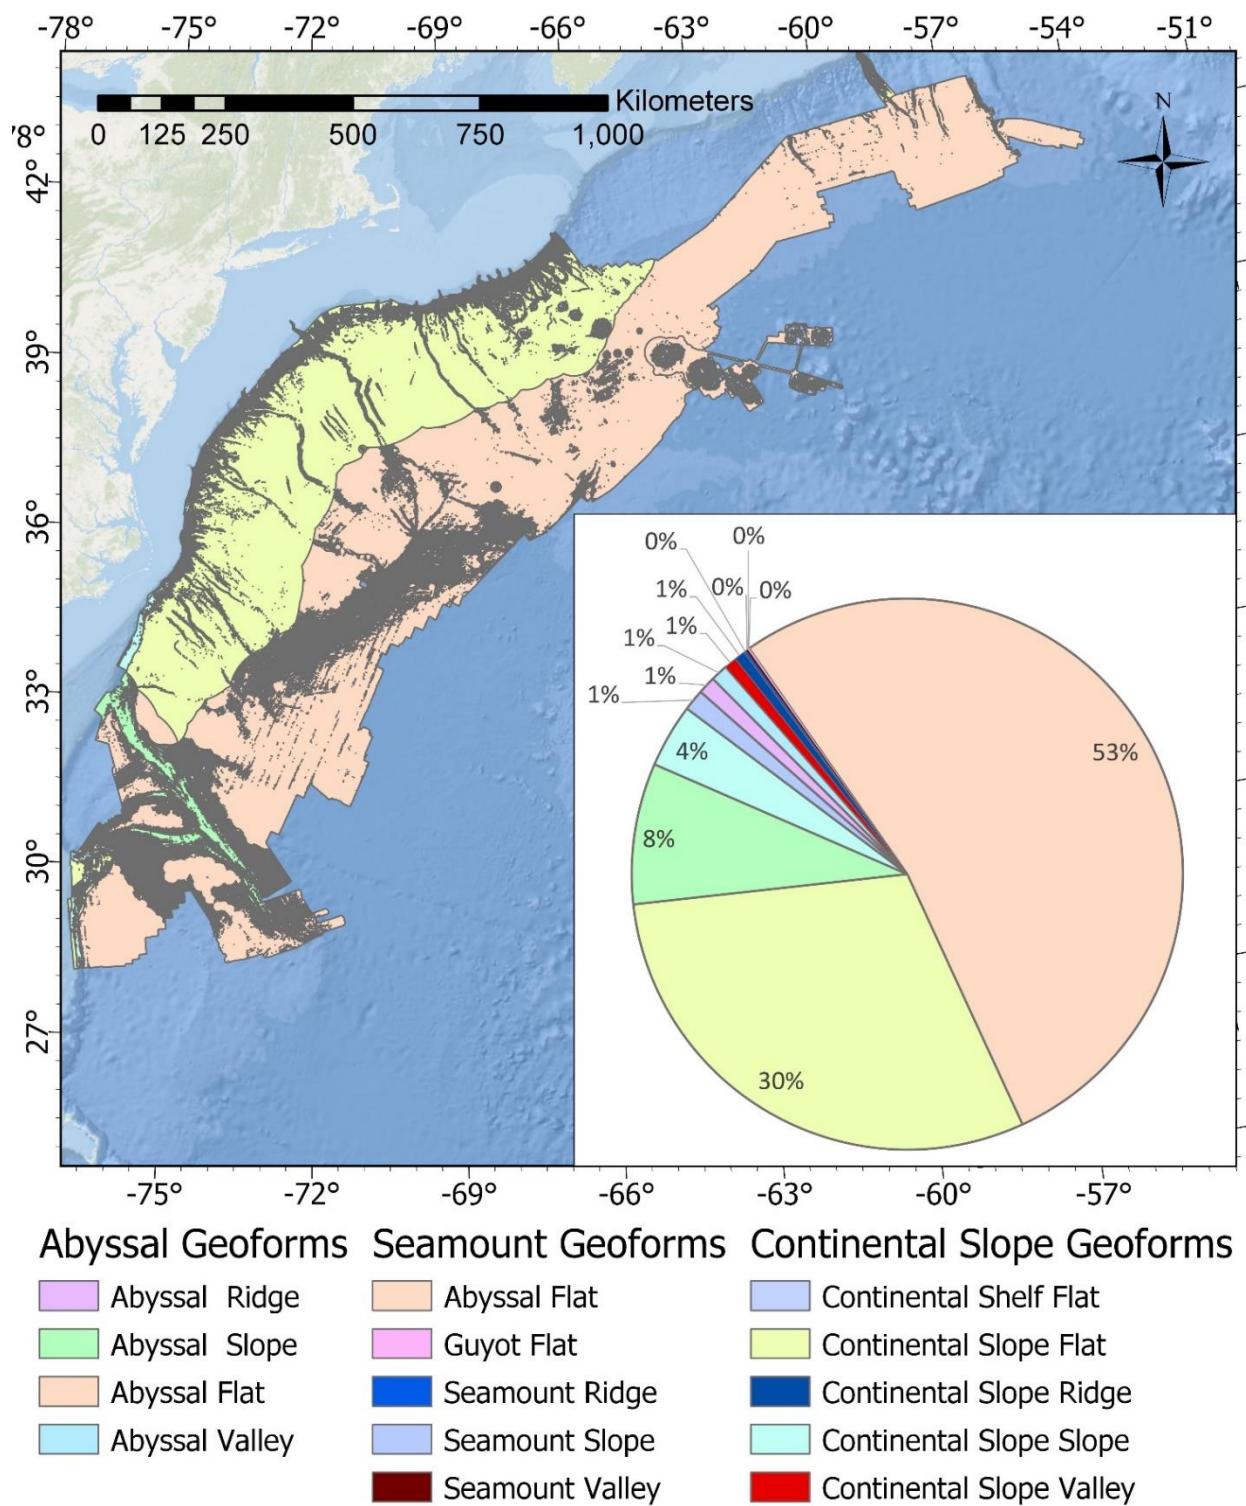 -78° -75° -72° -69° -66° -63° -60° -57° -54° -51°
Kilometers
0 125 250 500 750 1,000
N
8°
42°
39°
36°
33°
30°
27°
0%
0%
0%
0%
1%
1%
1%
1%
1%
4%
8%
30%
53%
-75° -72° -69° -66° -63° -60° -57°
Abyssal Geoforms
Abyssal Ridge
Abyssal Slope
Abyssal Flat
Abyssal Valley
Seamount Geoforms
Abyssal Flat
Guyot Flat
Seamount Ridge
Seamount Slope
Seamount Valley
Continental Slope Geoforms
Continental Shelf Flat
Continental Slope Flat
Continental Slope Ridge
Continental Slope Slope
Continental Slope Valley